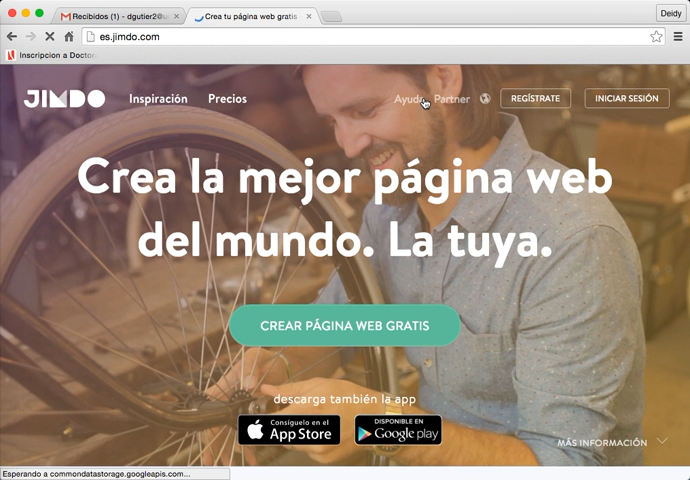 Recibidos (1) - dgutier2@u
Crea tu página web gratis
Deidy
es.jimdo.com
Inscripcion a Doctor
JIMDO
Inspiración
Precios
Ayuda
Partner
REGÍSTRATE
INICIAR SESIÓN
Crea la mejor página web
del mundo. La tuya.
CREAR PÁGINA WEB GRATIS
descarga también la app
Consíguelo en el
App Store
DISPONIBLE EN
Google play
MÁS INFORMACIÓN
Esperando a commondatastorage.googleapis.com...